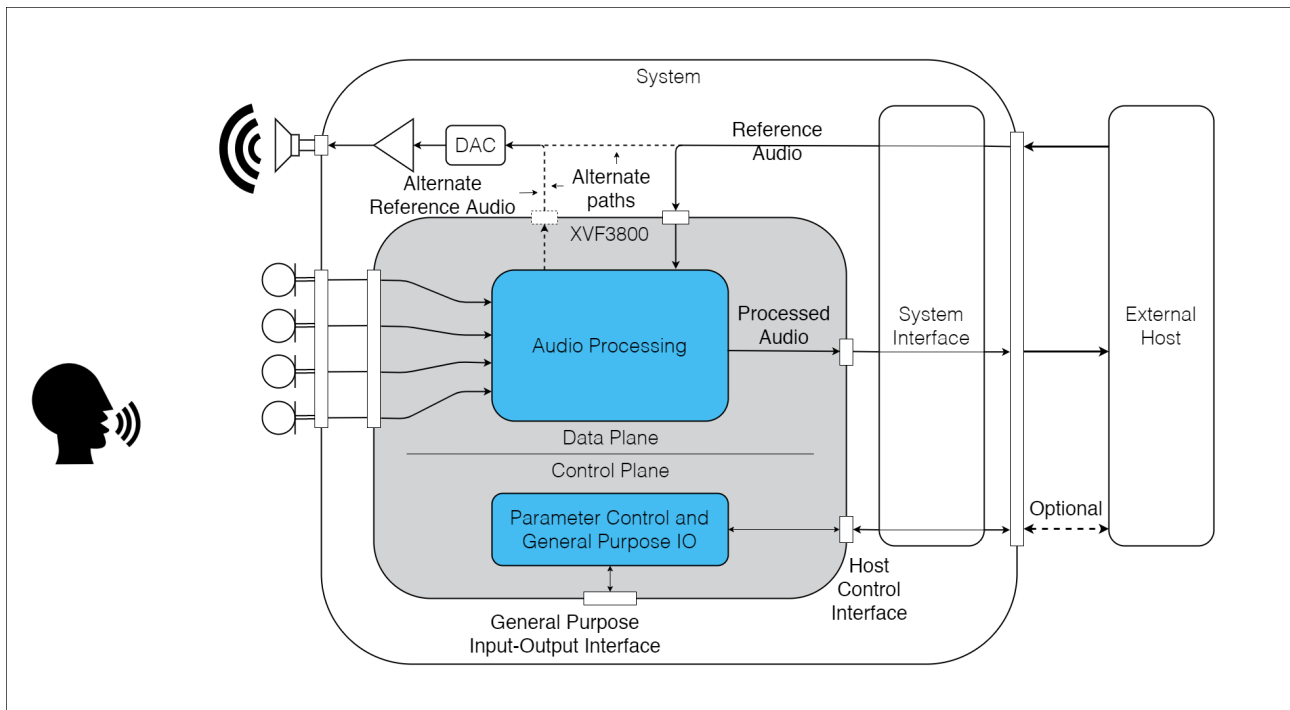 System
Reference
Audio
DAC
Alternate
Reference Audio
Alternate
paths
XVF3800
Audio Processing
Processed
Audio
System
Interface
External
Host
Data Plane
Control Plane
Parameter Control and
General Purpose IO
Optional
Host
Control
Interface
General Purpose
Input-Output Interface